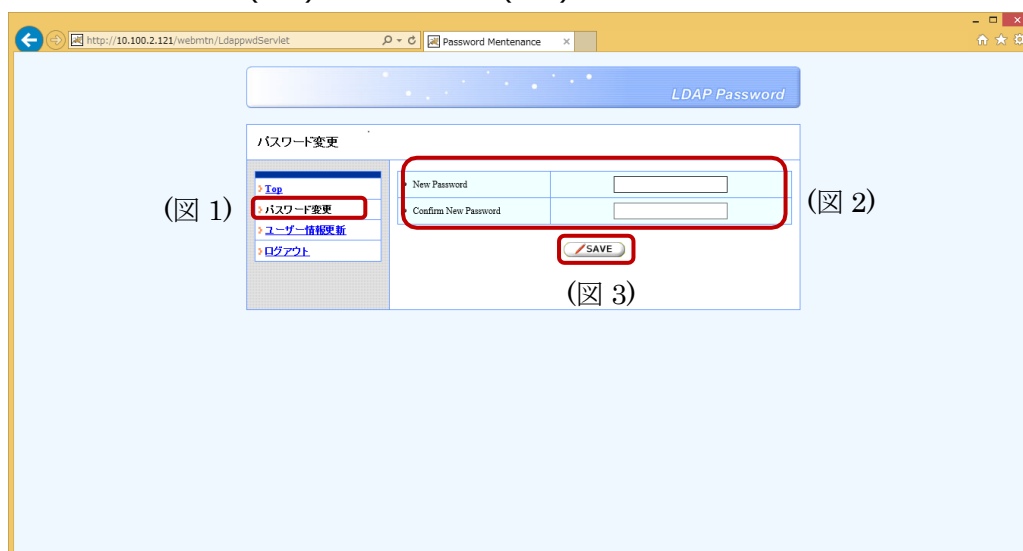 http://10.100.2.121/webmtn/LdappwdServlet
Password Mentenance
LDAP Password
パスワード変更
Top
パスワード変更
ユーザー情報更新
ログアウト
New Password
Confirm New Password
SAVE
(図 1)
(図 2)
(図 3)